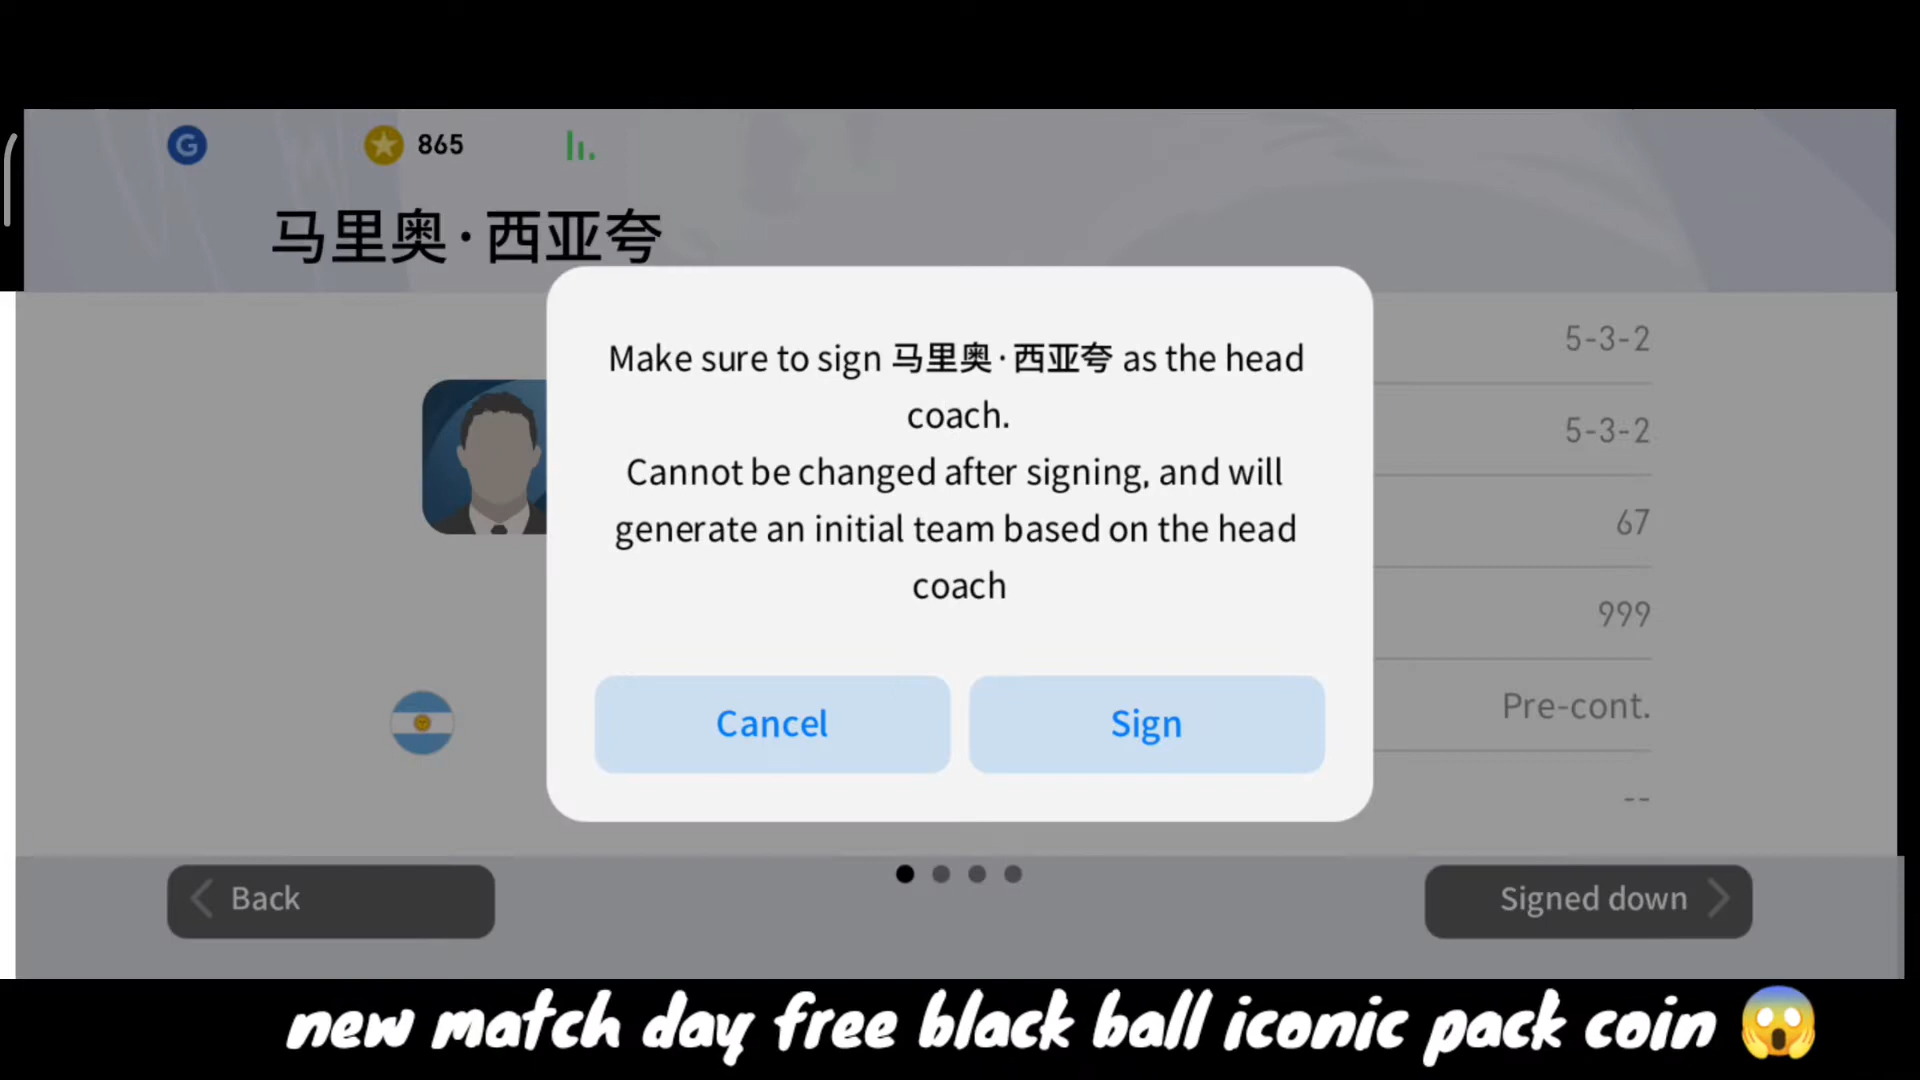 G
865
马里奥·西亚夸
Make sure to sign 马里奥·西亚夸 as the head
coach.
Cannot be changed after signing, and will
generate an initial team based on the head
coach
Cancel
Sign
5-3-2
5-3-2
67
999
Pre-cont.
--
Back
Signed down
new match day free black ball iconic pack coin 😱